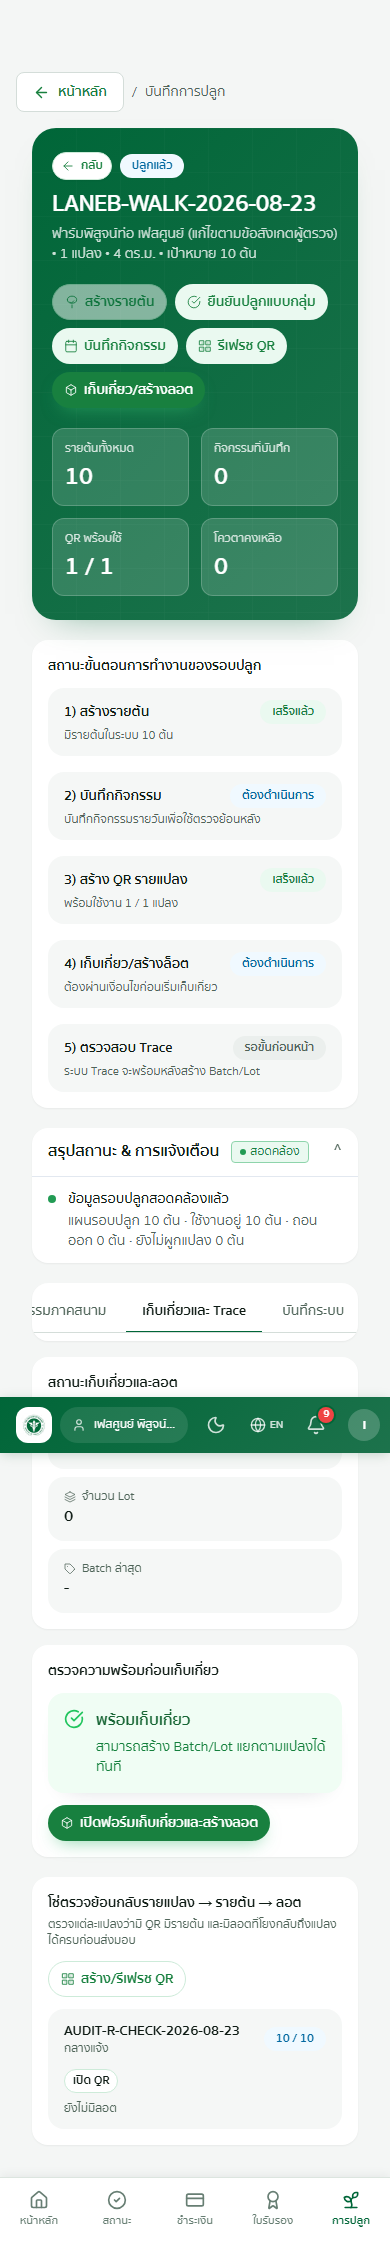 หน้าหลัก / บันทึกการปลูก
กลับ ปลูกแล้ว
LANEB-WALK-2026-08-23
ฟาร์มพิสูจน์ท่อ เฟสศูนย์ (แก้ไขตามข้อสังเกตผู้ตรวจ)
• 1 แปลง • 4 ตร.ม. • เป้าหมาย 10 ต้น
สร้างรายต้น ยืนยันปลูกแบบกลุ่ม
บันทึกกิจกรรม รีเฟรช QR
เก็บเกี่ยว/สร้างลอต
รายต้นทั้งหมด กิจกรรมที่บันทึก
10 0
QR พร้อมใช้ โควตาคงเหลือ
1 / 1 0
สถานะขั้นตอนการทำงานของรอบปลูก
1) สร้างรายต้น เสร็จแล้ว
มีรายต้นในระบบ 10 ต้น
2) บันทึกกิจกรรม ต้องดำเนินการ
บันทึกกิจกรรมรายวันเพื่อใช้ตรวจย้อนหลัง
3) สร้าง QR รายแปลง เสร็จแล้ว
พร้อมใช้งาน 1 / 1 แปลง
4) เก็บเกี่ยว/สร้างล็อต ต้องดำเนินการ
ต้องผ่านเงื่อนไขก่อนเริ่มเก็บเกี่ยว
5) ตรวจสอบ Trace รอขั้นก่อนหน้า
ระบบ Trace จะพร้อมหลังสร้าง Batch/Lot
สรุปสถานะ & การแจ้งเตือน สอดคล้อง
ข้อมูลรอบปลูกสอดคล้องแล้ว
แผนรอบปลูก 10 ต้น · ใช้งานอยู่ 10 ต้น · ถอน
ออก 0 ต้น · ยังไม่ผูกแปลง 0 ต้น
รรมภาคสนาม เก็บเกี่ยวและ Trace บันทึกระบบ
สถานะเก็บเกี่ยวและลอต
เฟสศูนย์ พิสูจน์... EN 9 I
จำนวน Lot
0
Batch ล่าสุด
-
ตรวจความพร้อมก่อนเก็บเกี่ยว
พร้อมเก็บเกี่ยว
สามารถสร้าง Batch/Lot แยกตามแปลงได้
ทันที
เปิดฟอร์มเก็บเกี่ยวและสร้างลอต
โซ่ตรวจย้อนกลับรายแปลง → รายต้น → ลอต
ตรวจแต่ละแปลงว่ามี QR มีรายต้น และมีลอตที่โยงกลับถึงแปลง
ได้ครบก่อนส่งมอบ
สร้าง/รีเฟรช QR
AUDIT-R-CHECK-2026-08-23 10 / 10
กลางแจ้ง
เปิด QR
ยังไม่มีลอต
หน้าหลัก สถานะ ชำระเงิน ใบรับรอง การปลูก